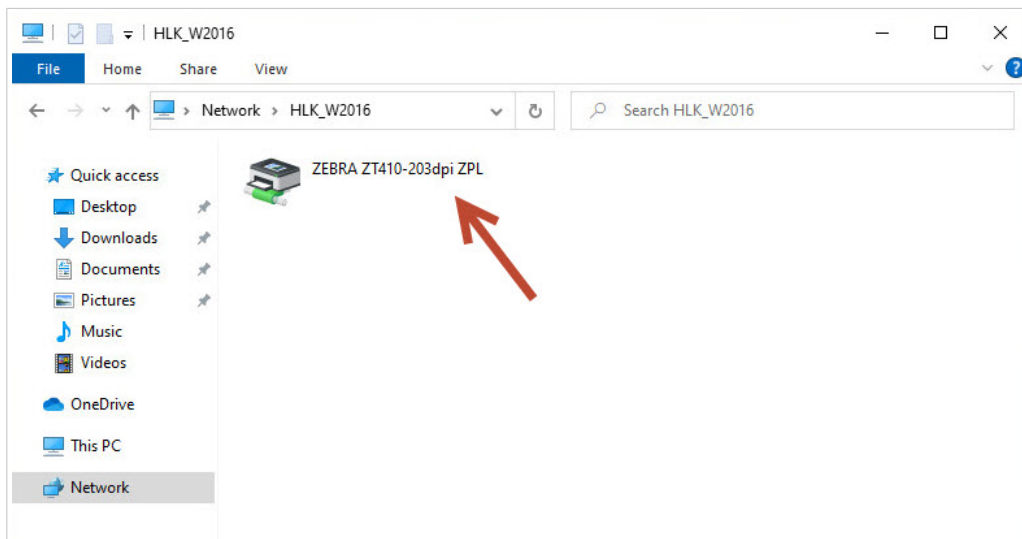 HLK_W2016
File Home Share View
Network > HLK_W2016
Search HLK_W2016
Quick access
Desktop
Downloads
Documents
Pictures
Music
Videos
OneDrive
This PC
Network
ZEBRA ZT410-203dpi ZPL